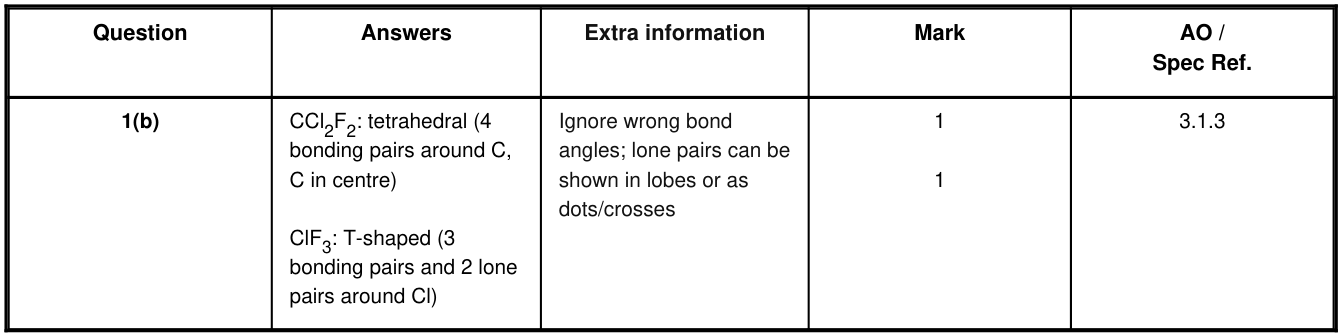 Question Answers Extra information Mark AO /
Spec Ref.
1(b) CCl2F2: tetrahedral (4 Ignore wrong bond 1 3.1.3
bonding pairs around C, angles; lone pairs can be
C in centre) shown in lobes or as 1
dots/crosses
ClF3: T-shaped (3
bonding pairs and 2 lone
pairs around Cl)